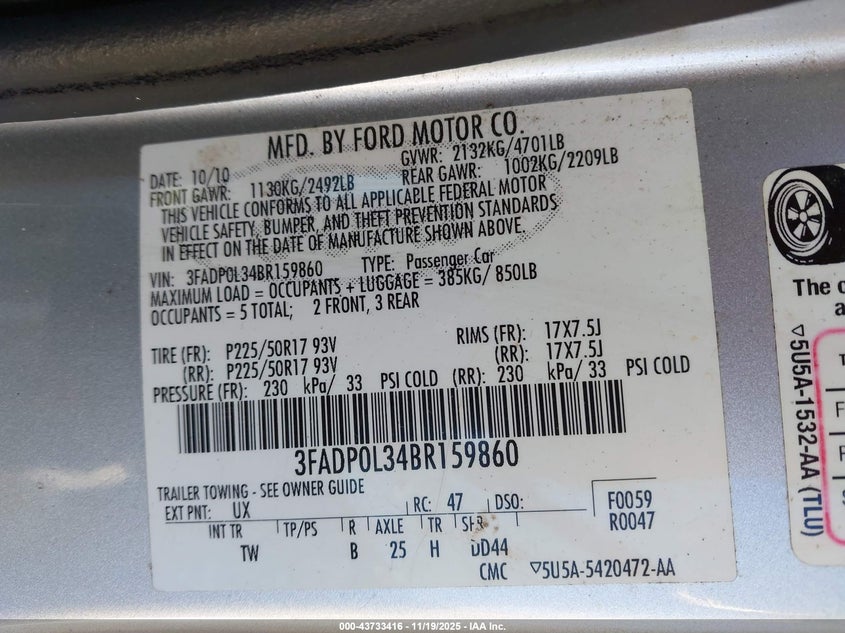 MFD. BY FORD MOTOR CO.
DATE: 10/10 GVWR: 2132KG/4701LB
FRONT GAWR: 1130KG/2492LB REAR GAWR: 1002KG/2209LB
THIS VEHICLE CONFORMS TO ALL APPLICABLE FEDERAL MOTOR
VEHICLE SAFETY, BUMPER, AND THEFT PREVENTION STANDARDS
IN EFFECT ON THE DATE OF MANUFACTURE SHOWN ABOVE.
VIN: 3FADP0L34BR159860 TYPE: Passenger Car
MAXIMUM LOAD = OCCUPANTS + LUGGAGE = 385KG/ 850LB
OCCUPANTS = 5 TOTAL; 2 FRONT, 3 REAR
TIRE (FR): P225/50R17 93V RIMS (FR): 17X7.5J
(RR): P225/50R17 93V (RR): 17X7.5J
PRESSURE (FR): 230 kPa/ 33 PSI COLD (RR): 230 kPa/ 33 PSI COLD
3FADP0L34BR159860
TRAILER TOWING - SEE OWNER GUIDE
EXT PNT: UX RC: 47 DSO: F0059
R0047
INT TR TP/PS R AXLE TR SPR
TW B 25 H DD44
CMC ▽5U5A-5420472-AA
The
▽5U5A-1532-AA (TLU)
000-43733416 - 11/19/2025 - IAA Inc.